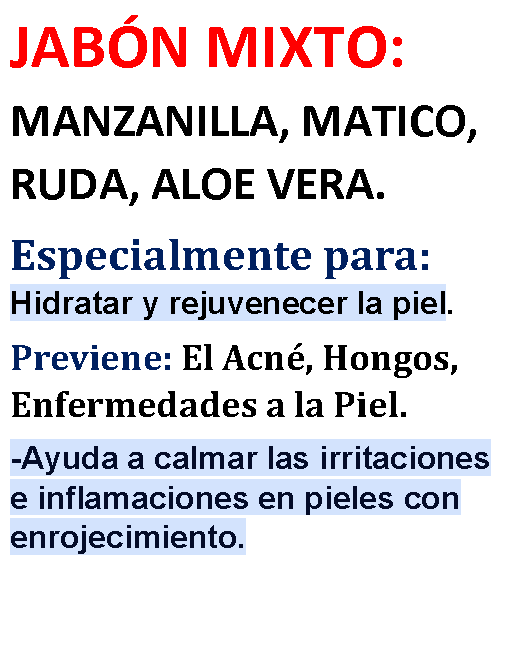 JABÓN MIXTO:
MANZANILLA, MATICO,
RUDA, ALOE VERA.
Especialmente para:
Hidratar y rejuvenecer la piel.
Previene: El Acné, Hongos,
Enfermedades a la Piel.
-Ayuda a calmar las irritaciones
e inflamaciones en pieles con
enrojecimiento.